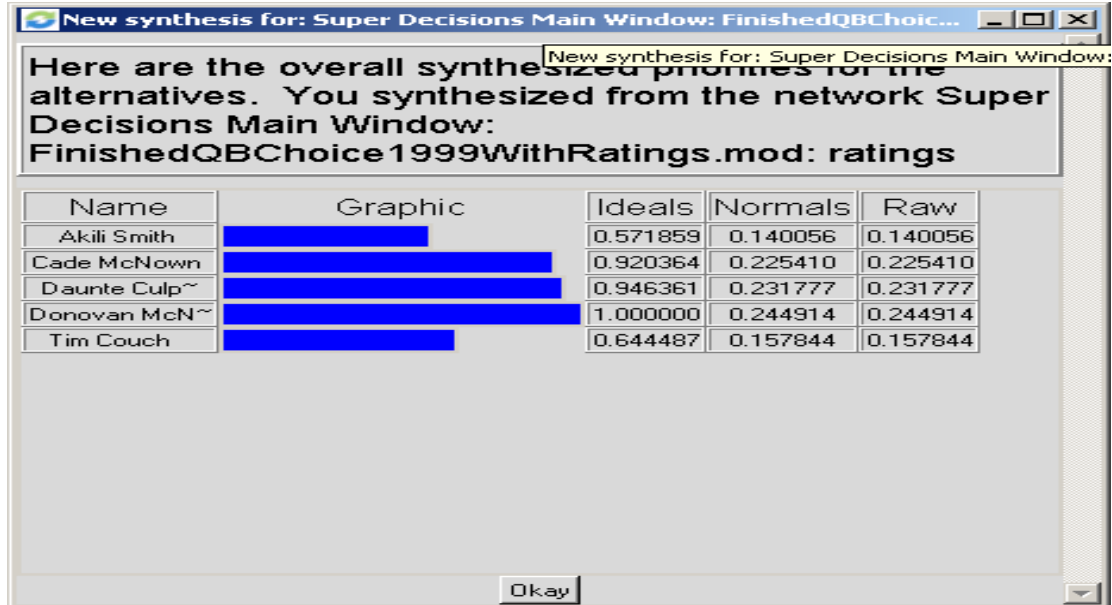 New synthesis for: Super Decisions Main Window: FinishedQBChoic...
New synthesis for: Super Decisions Main Window:
Here are the overall synthesized priorities for the
alternatives. You synthesized from the network Super
Decisions Main Window:
FinishedQBChoice1999WithRatings.mod: ratings
Name Graphic Ideals Normals Raw
Akili Smith 0.571859 0.140056 0.140056
Cade McNown 0.920364 0.225410 0.225410
Daunte Culp~ 0.946361 0.231777 0.231777
Donovan McN~ 1.000000 0.244914 0.244914
Tim Couch 0.644487 0.157844 0.157844
Okay